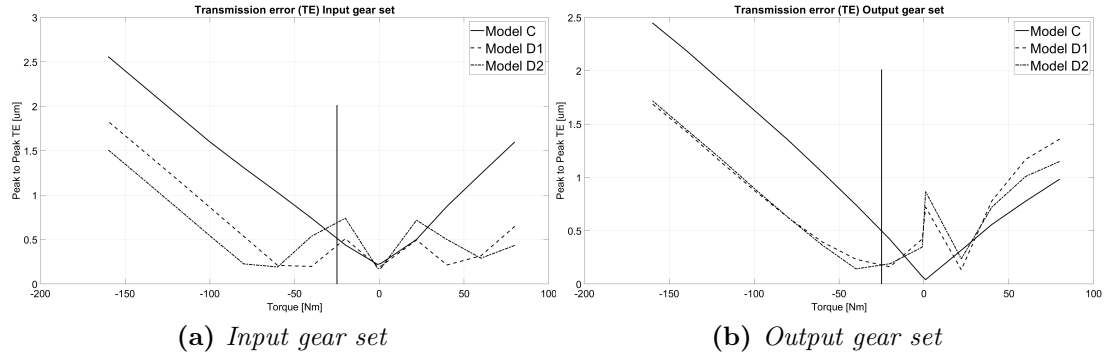 Transmission error (TE) Input gear set
Peak to Peak TE [um]
3
2.5
2
1.5
1
0.5
0
-200
-150
-100
-50
0
50
100
Torque [Nm]
Model C
Model D1
Model D2
(a) Input gear set
Transmission error (TE) Output gear set
Peak to Peak TE [um]
2.5
2
1.5
1
0.5
0
-200
-150
-100
-50
0
50
100
Torque [Nm]
Model C
Model D1
Model D2
(b) Output gear set